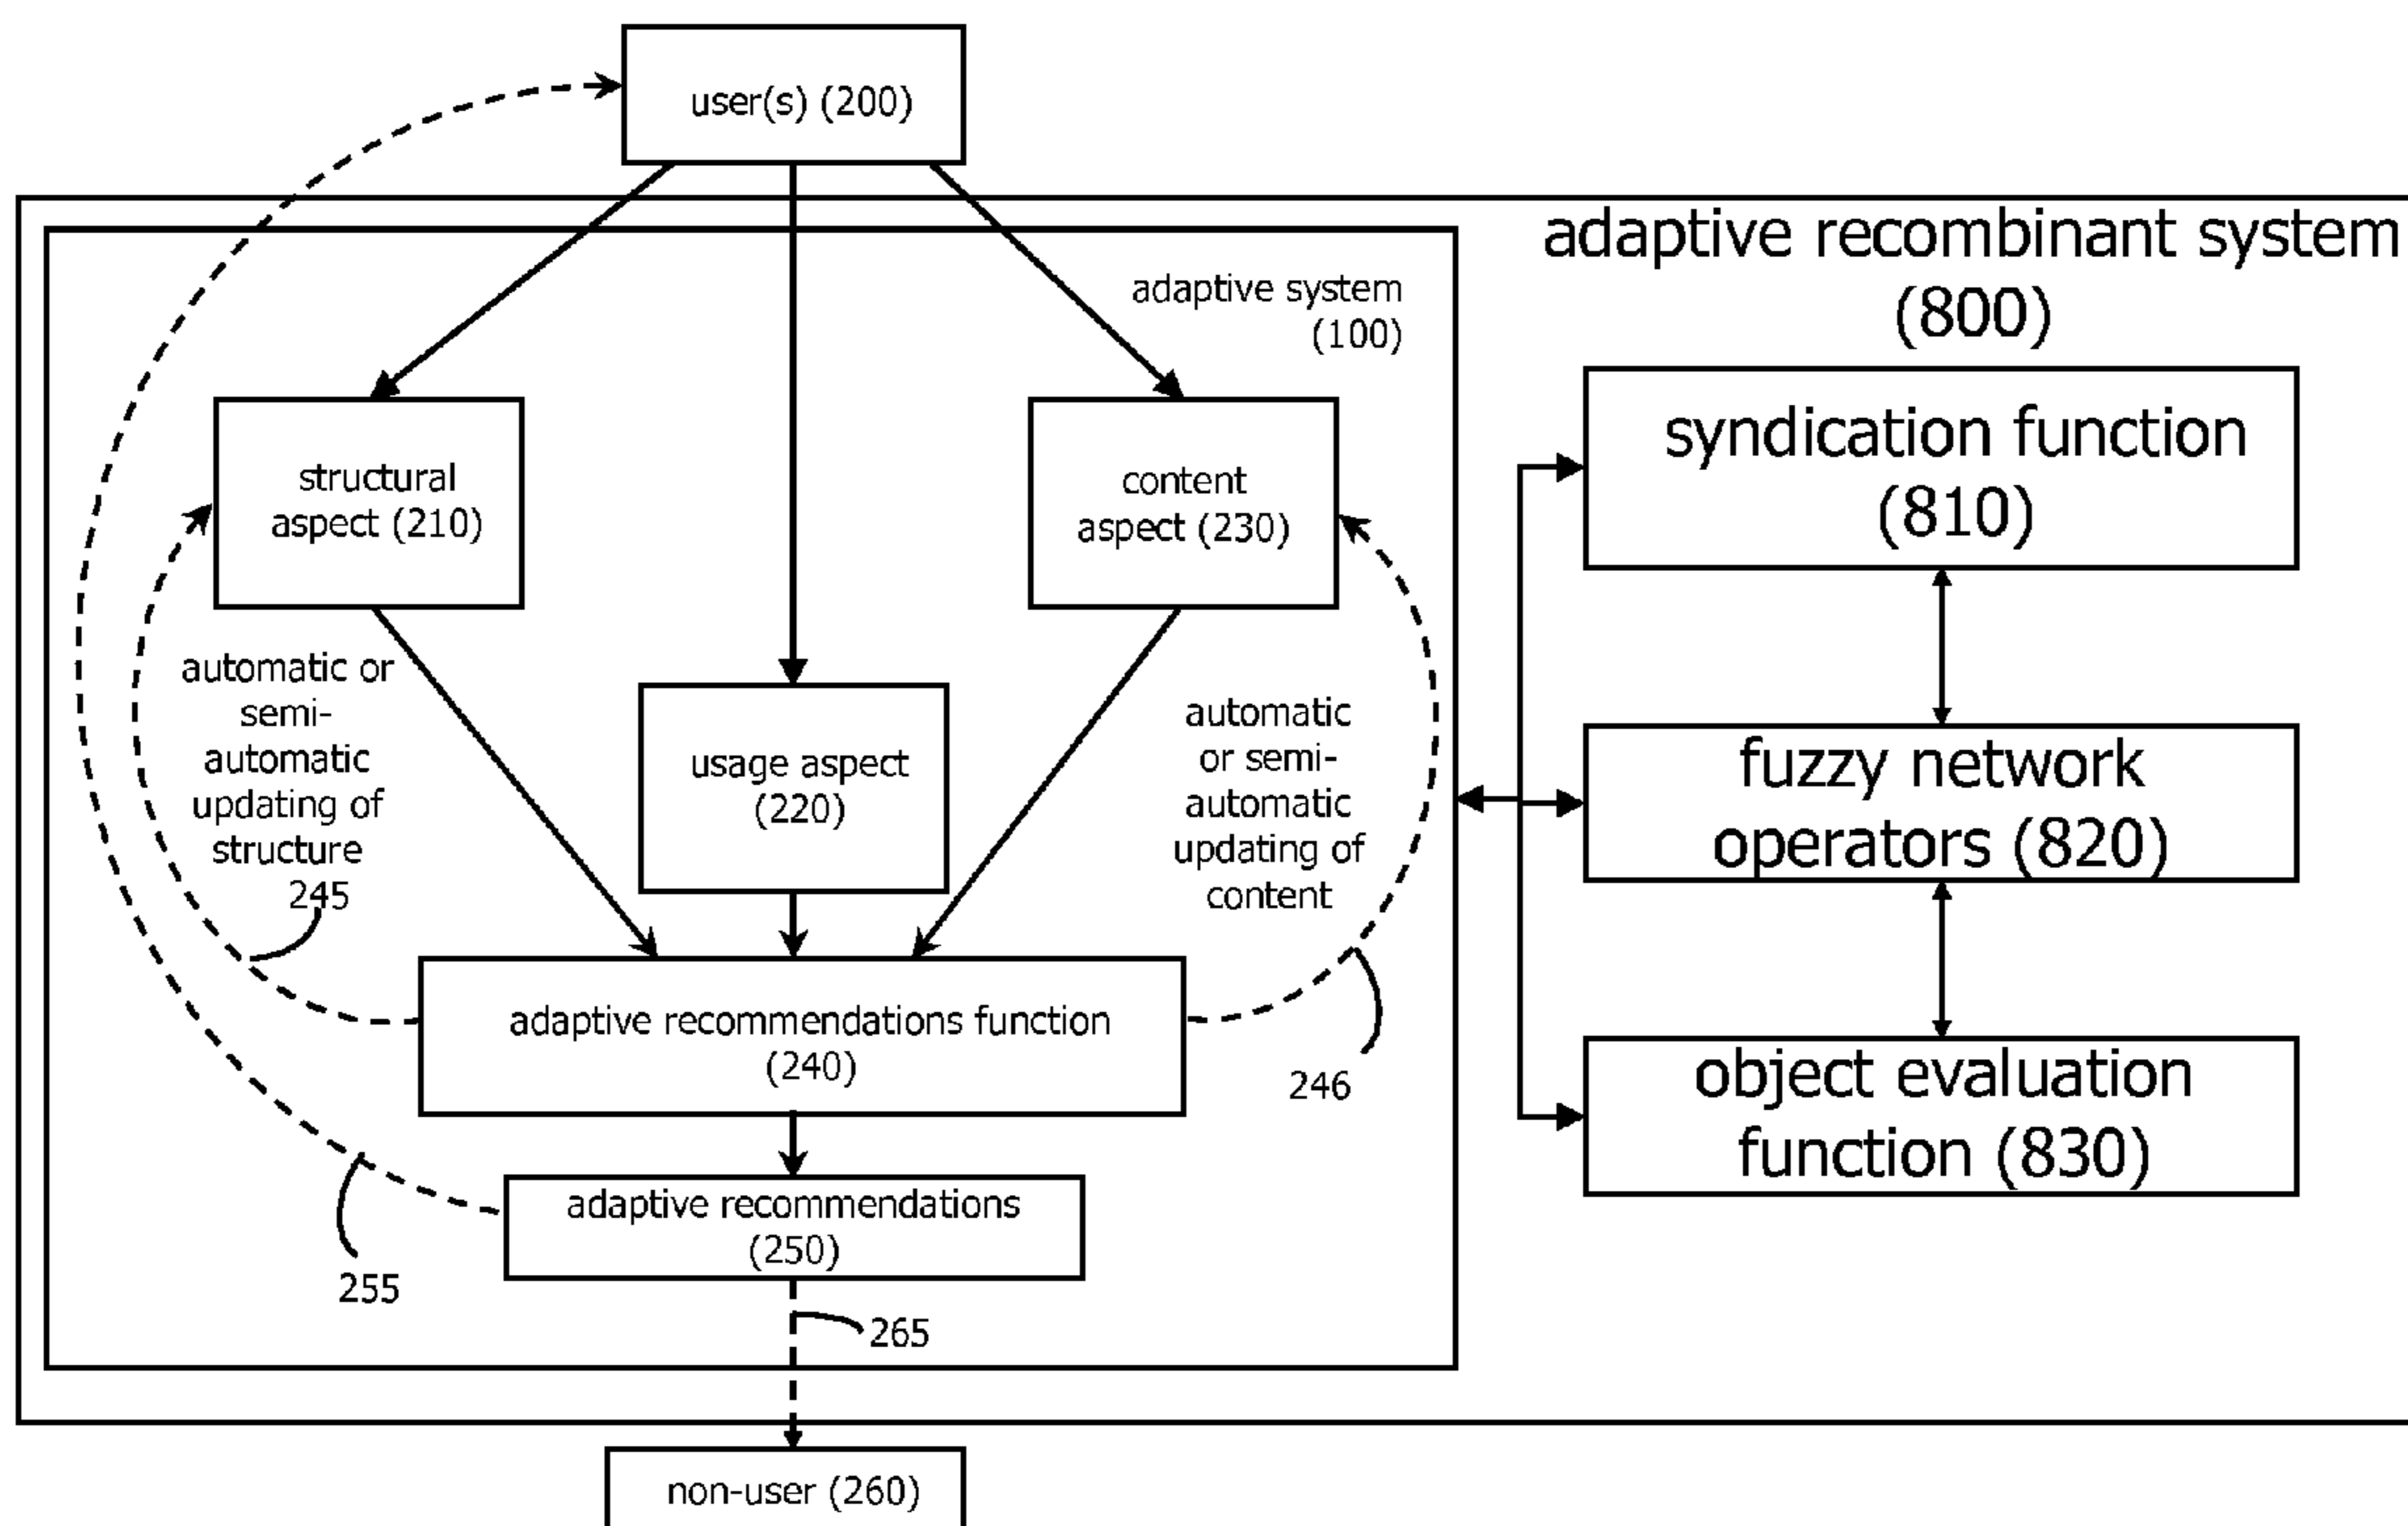 user(s) (200)
adaptive recombinant system
(800)
adaptive system
(100)
structural
aspect (210)
content
aspect (230)
syndication function
(810)
automatic or
semi-
automatic
updating of
structure
245
usage aspect
(220)
automatic
or semi-
automatic
updating of
content
fuzzy network
operators (820)
adaptive recommendations function
(240)
246
object evaluation
function (830)
adaptive recommendations
(250)
255
265
non-user (260)